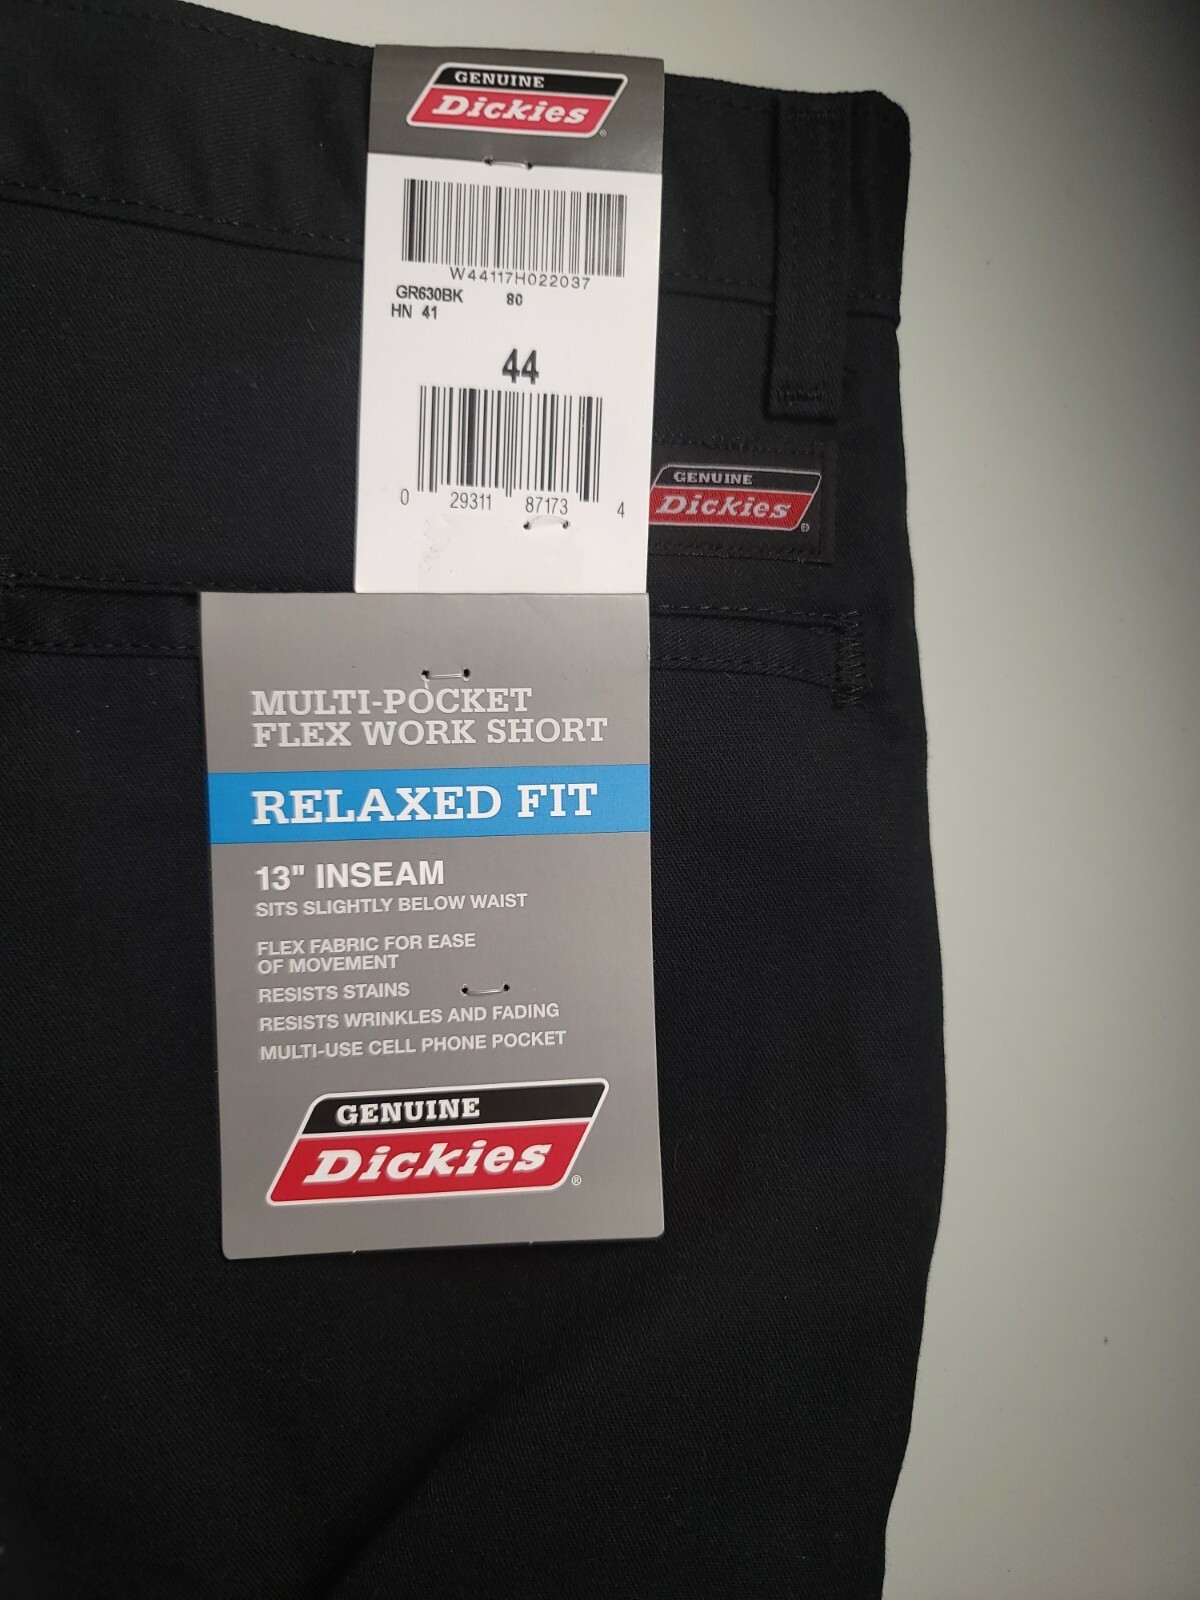 GENUINE
Dickies
®
W44117H022037
GR630BK 80
HN 41
44
0 29311 87173 4
GENUINE
Dickies
®
MULTI-POCKET
FLEX WORK SHORT
RELAXED FIT
13" INSEAM
SITS SLIGHTLY BELOW WAIST
FLEX FABRIC FOR EASE
OF MOVEMENT
RESISTS STAINS
RESISTS WRINKLES AND FADING
MULTI-USE CELL PHONE POCKET
GENUINE
Dickies
®